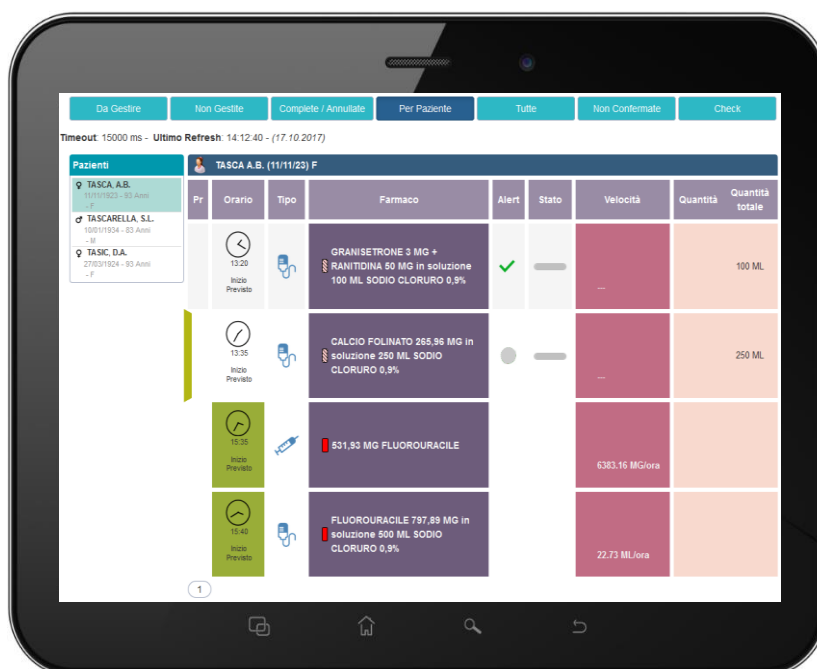 Da Gestire
Non Gestite
Complete / Annullate
Per Paziente
Tutte
Non Confermate
Check
Timeout: 15000 ms - Ultimo Refresh: 14:12:40 - (17.10.2017)
Pazienti
TASCA, A.B.
11/11/1923 - 93 Anni
- F
TASCARELLA, S.L.
10/01/1934 - 83 Anni
- M
TASIC, D.A.
27/03/1924 - 93 Anni
- F
TASCA A.B. (11/11/23) F
Pr
Orario
Tipo
Farmaco
Alert
Stato
Velocità
Quantità
Quantità
totale
13:20
Inizio
Previsto
GRANISETRONE 3 MG +
RANITIDINA 50 MG in soluzione
100 ML SODIO CLORURO 0,9%
---
100 ML
13:35
Inizio
Previsto
CALCIO FOLINATO 265,96 MG in
soluzione 250 ML SODIO
CLORURO 0,9%
---
250 ML
15:35
Inizio
Previsto
531,93 MG FLUOROURACILE
6383.16 MG/ora
15:40
Inizio
Previsto
FLUOROURACILE 797,89 MG in
soluzione 500 ML SODIO
CLORURO 0,9%
22.73 ML/ora
1